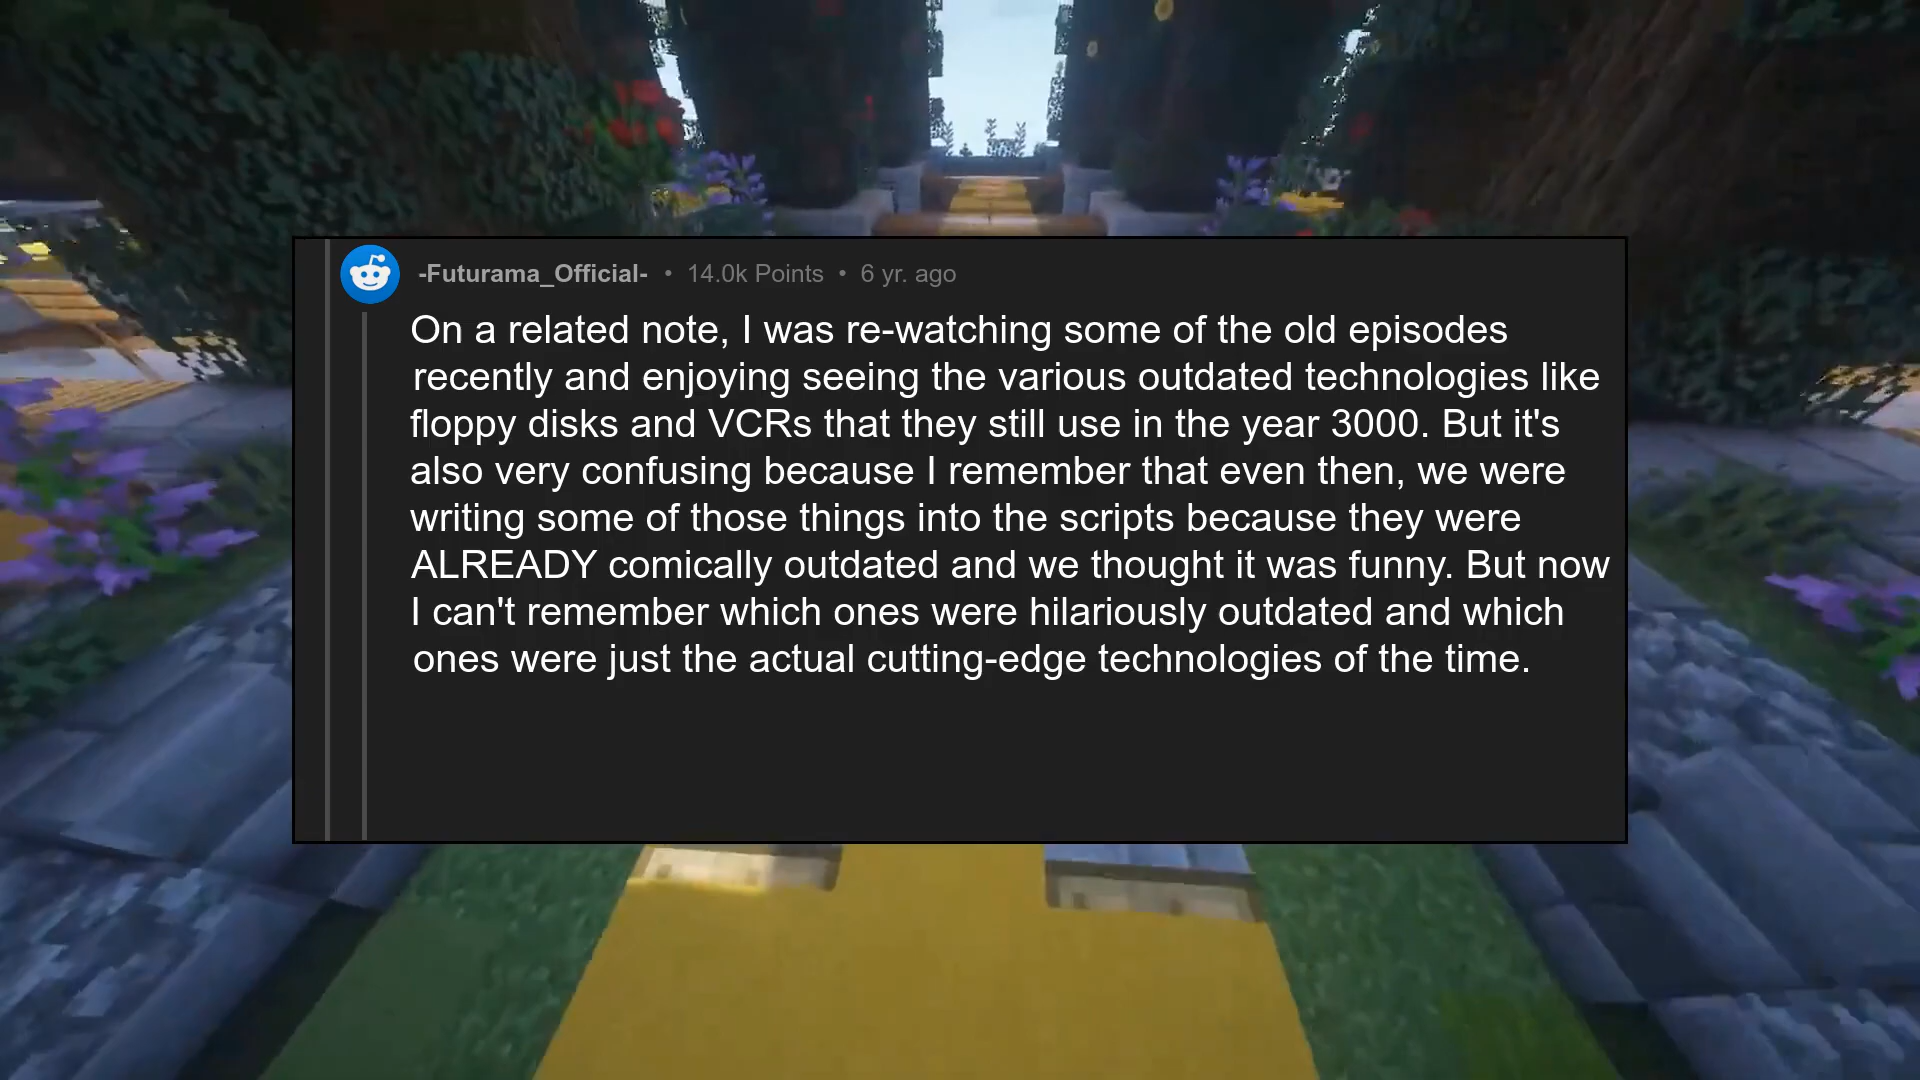 -Futurama_Official- • 14.0k Points • 6 yr. ago
On a related note, I was re-watching some of the old episodes
recently and enjoying seeing the various outdated technologies like
floppy disks and VCRs that they still use in the year 3000. But it's
also very confusing because I remember that even then, we were
writing some of those things into the scripts because they were
ALREADY comically outdated and we thought it was funny. But now
I can't remember which ones were hilariously outdated and which
ones were just the actual cutting-edge technologies of the time.